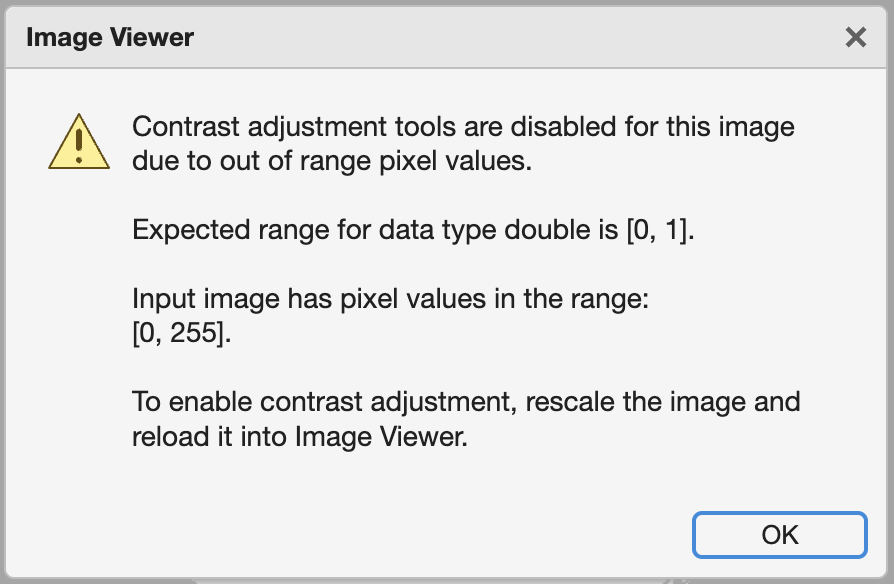 Image Viewer
Contrast adjustment tools are disabled for this image
due to out of range pixel values.
Expected range for data type double is [0, 1].
Input image has pixel values in the range:
[0, 255].
To enable contrast adjustment, rescale the image and
reload it into Image Viewer.
OK